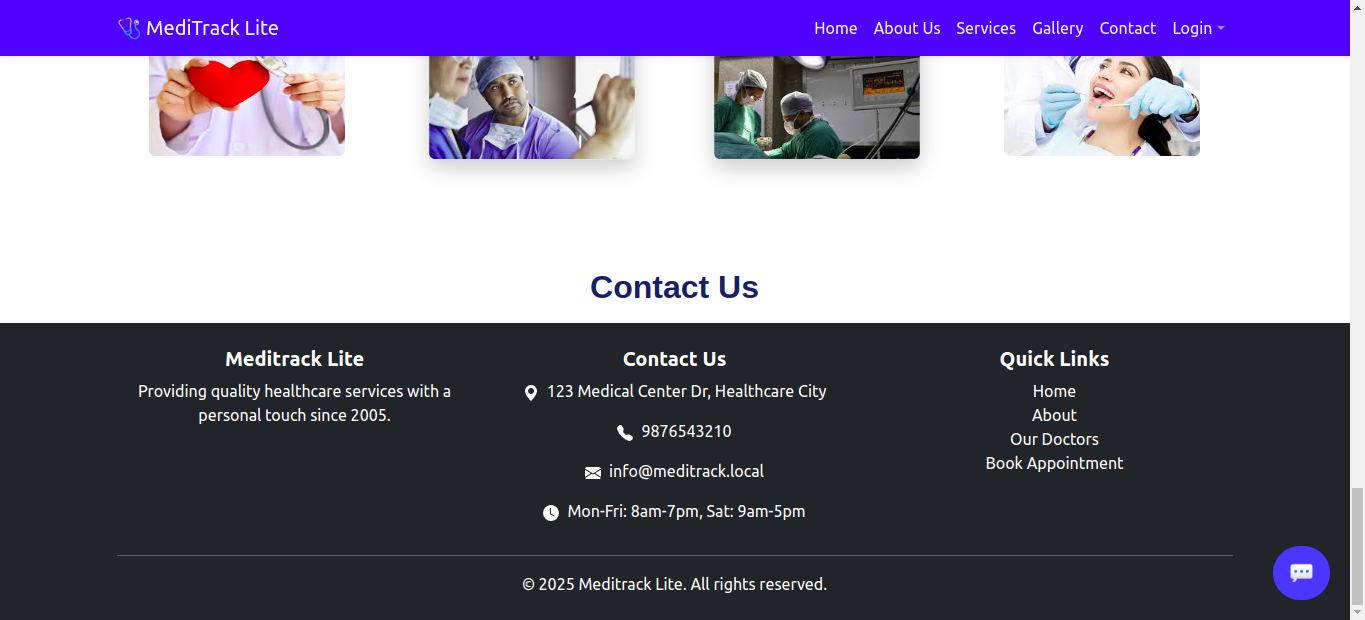 MediTrack Lite
Home About Us Services Gallery Contact Login
Contact Us
Meditrack Lite
Providing quality healthcare services with a
personal touch since 2005.
Contact Us
123 Medical Center Dr, Healthcare City
9876543210
info@meditrack.local
Mon-Fri: 8am-7pm, Sat: 9am-5pm
Quick Links
Home
About
Our Doctors
Book Appointment
© 2025 Meditrack Lite. All rights reserved.